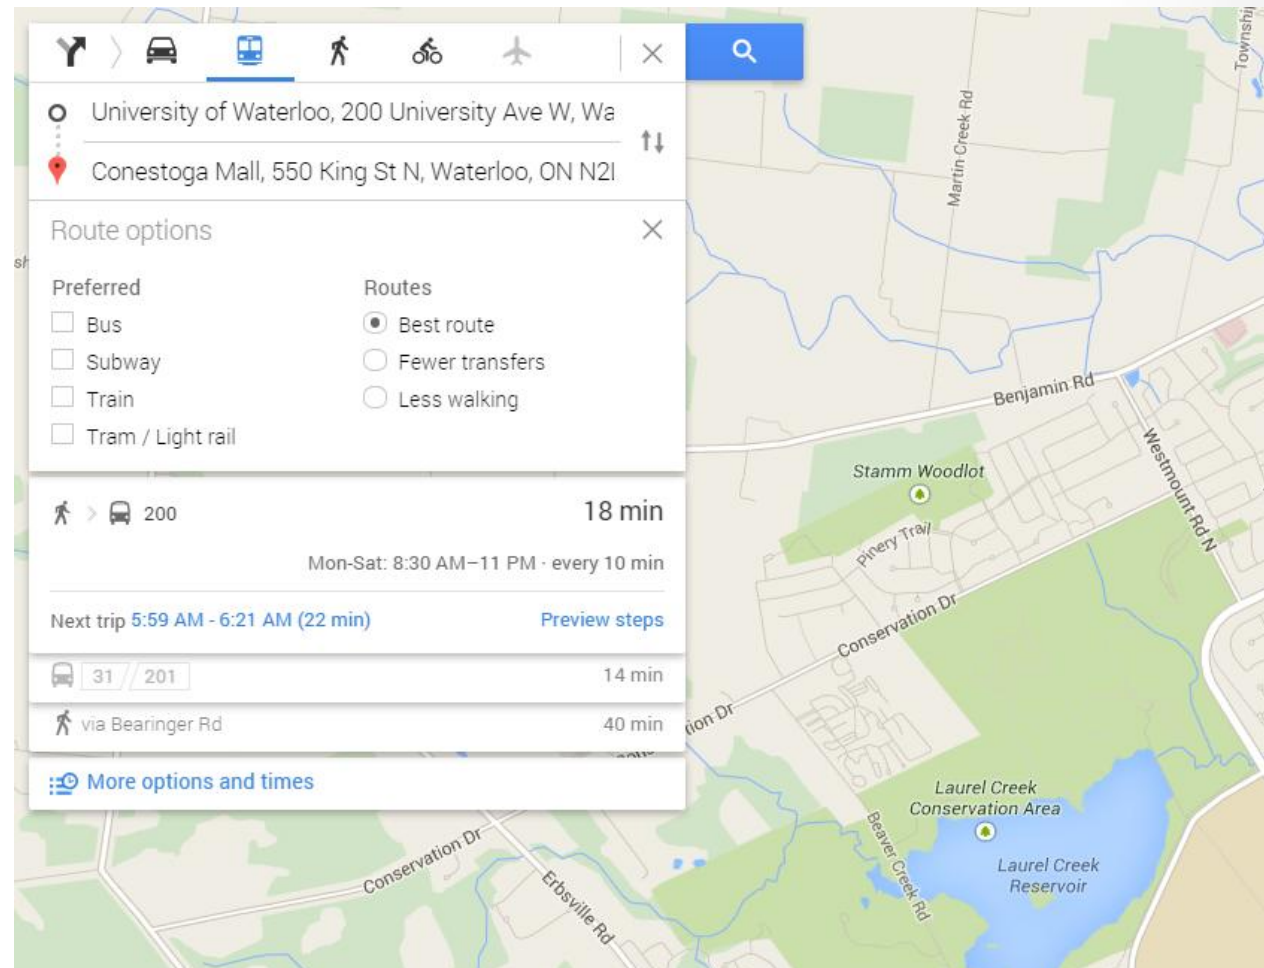 University of Waterloo, 200 University Ave W, Wa
Conestoga Mall, 550 King St N, Waterloo, ON N2
Route options
Preferred
Routes
Bus
Best route
Subway
Fewer transfers
Train
Less walking
Tram / Light rail
200
18 min
Mon-Sat: 8:30 AM–11 PM · every 10 min
Next trip 5:59 AM - 6:21 AM (22 min)
Preview steps
31 201
14 min
via Bearinger Rd
40 min
More options and times
Township
Martin Creek Rd
Benjamin Rd
Westmount Rd N
Stamm Woodlot
Pinery Trail
Conservation Dr
tion Dr
Laurel Creek
Conservation Area
Laurel Creek
Reservoir
Beaver Creek Rd
Conservation Dr
Erbsville Rd